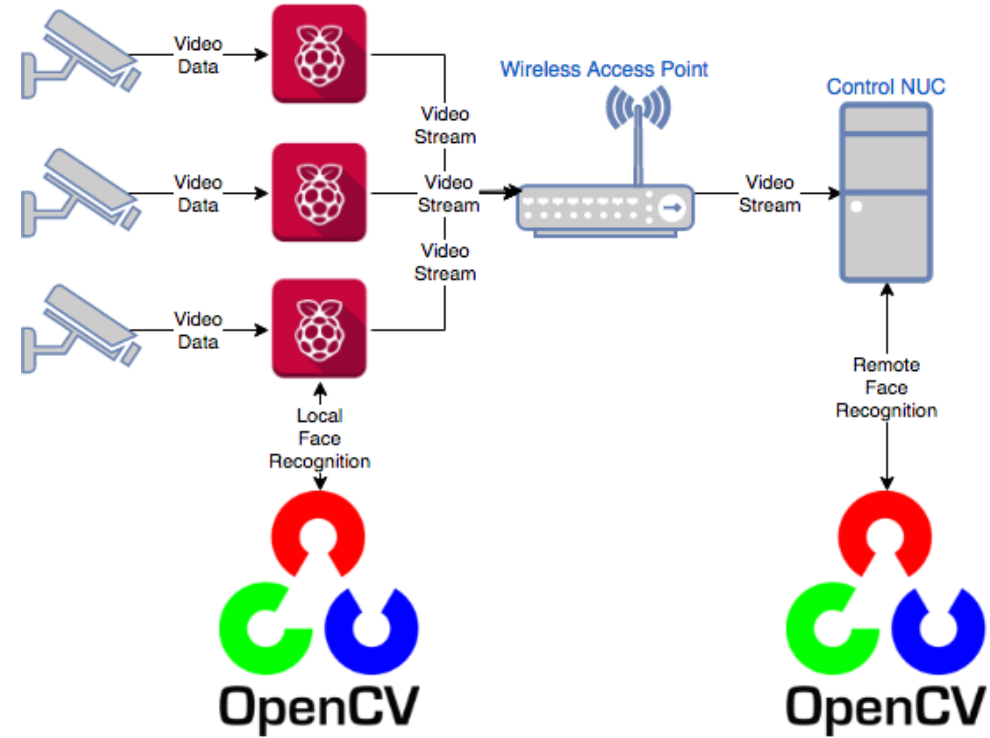 Video
Data
Video
Stream
Wireless Access Point
Control NUC
Video
Data
Video
Stream
Video
Stream
Video
Stream
Video
Data
Local
Face
Recognition
Remote
Face
Recognition
OpenCV
OpenCV